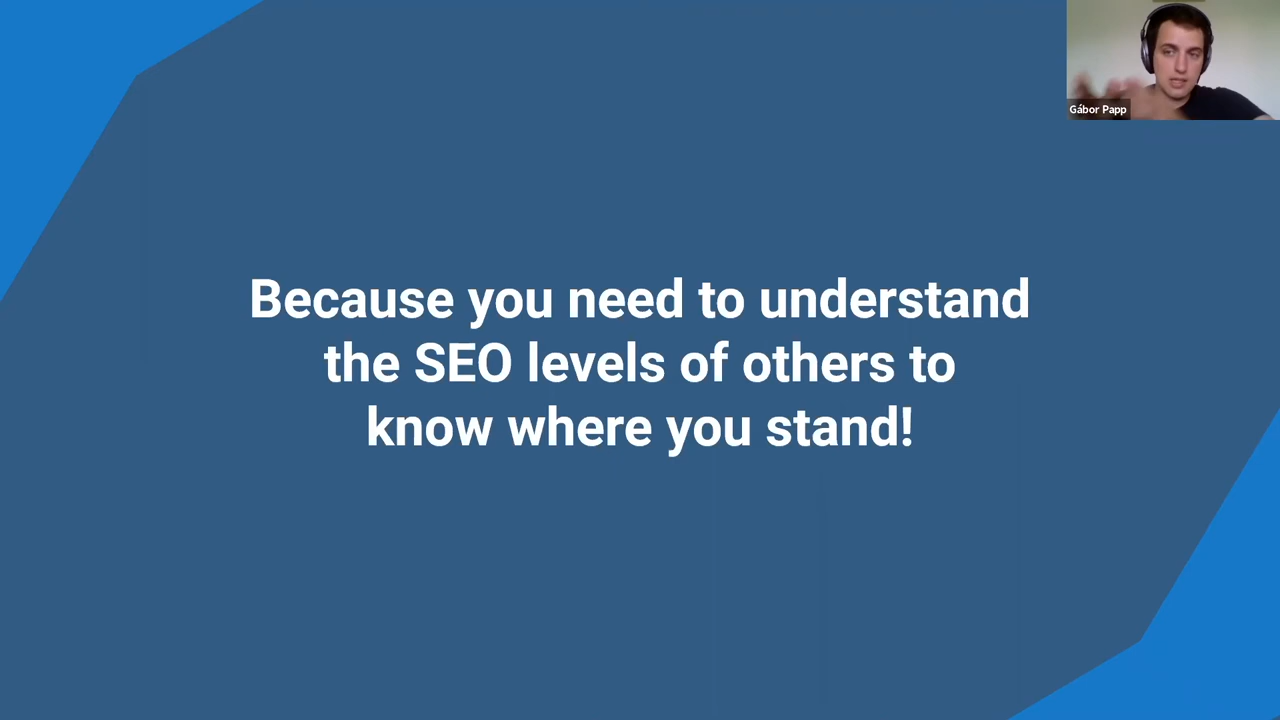 Gábor Papp
Because you need to understand
the SEO levels of others to
know where you stand!